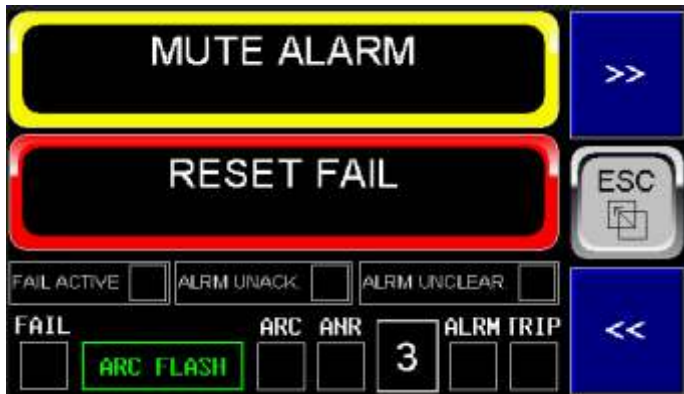 MUTE ALARM
>>
RESET FAIL
ESC
FAIL ACTIVE ALRM UNACK. ALRM UNCLEAR.
FAIL ARC ANR ALRM TRIP
ARC FLASH 3
<<